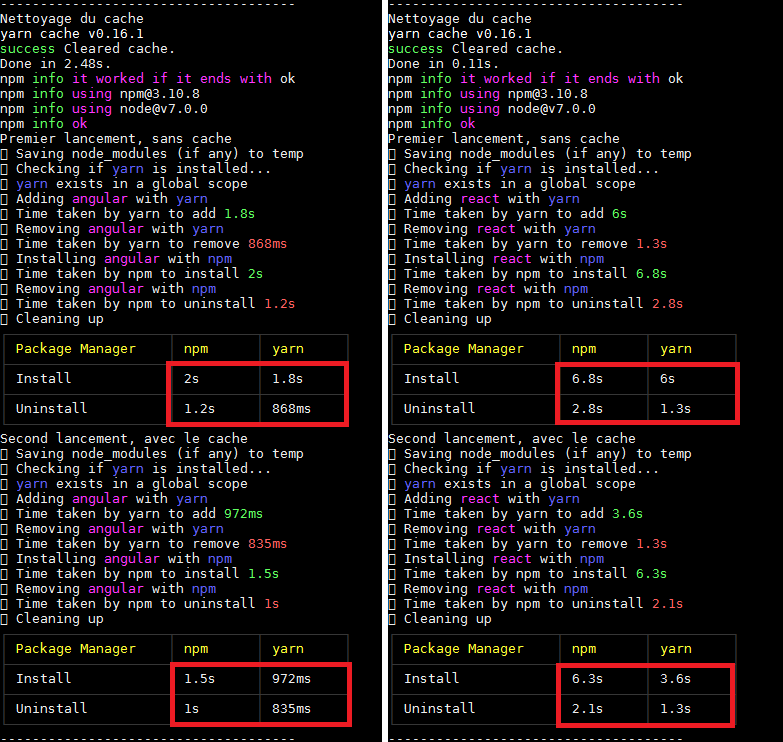 ------------------------------------
Nettoyage du cache
yarn cache v0.16.1
success Cleared cache.
Done in 2.48s.
npm info it worked if it ends with ok
npm info using npm@3.10.8
npm info using node@v7.0.0
npm info ok
Premier lancement, sans cache
Saving node_modules (if any) to temp
Checking if yarn is installed...
yarn exists in a global scope
Adding angular with yarn
Time taken by yarn to add 1.8s
Removing angular with yarn
Time taken by yarn to remove 868ms
Installing angular with npm
Time taken by npm to install 2s
Removing angular with npm
Time taken by npm to uninstall 1.2s
Cleaning up
Package Manager npm yarn
Install 2s 1.8s
Uninstall 1.2s 868ms
Second lancement, avec le cache
Saving node_modules (if any) to temp
Checking if yarn is installed...
yarn exists in a global scope
Adding angular with yarn
Time taken by yarn to add 972ms
Removing angular with yarn
Time taken by yarn to remove 835ms
Installing angular with npm
Time taken by npm to install 1.5s
Removing angular with npm
Time taken by npm to uninstall 1s
Cleaning up
Package Manager npm yarn
Install 1.5s 972ms
Uninstall 1s 835ms
------------------------------------
------------------------------------
Nettoyage du cache
yarn cache v0.16.1
success Cleared cache.
Done in 0.11s.
npm info it worked if it ends with ok
npm info using npm@3.10.8
npm info using node@v7.0.0
npm info ok
Premier lancement, sans cache
Saving node_modules (if any) to temp
Checking if yarn is installed...
yarn exists in a global scope
Adding react with yarn
Time taken by yarn to add 6s
Removing react with yarn
Time taken by yarn to remove 1.3s
Installing react with npm
Time taken by npm to install 6.8s
Removing react with npm
Time taken by npm to uninstall 2.8s
Cleaning up
Package Manager npm yarn
Install 6.8s 6s
Uninstall 2.8s 1.3s
Second lancement, avec le cache
Saving node_modules (if any) to temp
Checking if yarn is installed...
yarn exists in a global scope
Adding react with yarn
Time taken by yarn to add 3.6s
Removing react with yarn
Time taken by yarn to remove 1.3s
Installing react with npm
Time taken by npm to install 6.3s
Removing react with npm
Time taken by npm to uninstall 2.1s
Cleaning up
Package Manager npm yarn
Install 6.3s 3.6s
Uninstall 2.1s 1.3s
------------------------------------